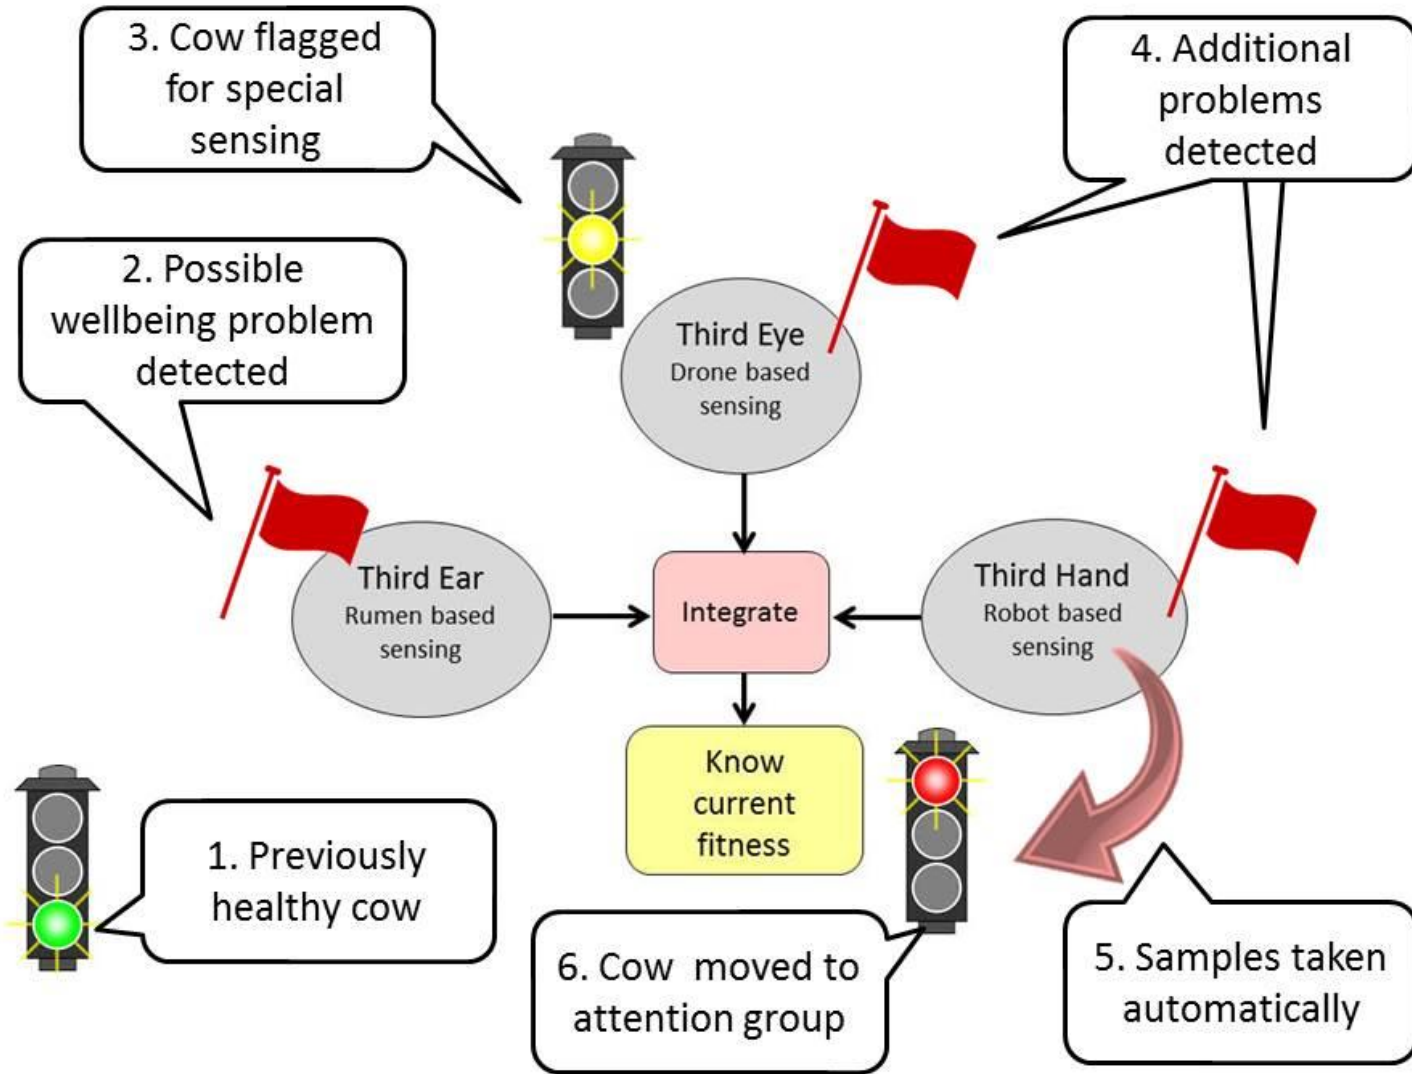 3. Cow flagged
for special
sensing
4. Additional
problems
detected
2. Possible
wellbeing problem
detected
Third Eye
Drone based
sensing
Third Ear
Rumen based
sensing
Integrate
Third Hand
Robot based
sensing
Know
current
fitness
1. Previously
healthy cow
6. Cow  moved to
attention group
5. Samples taken
automatically